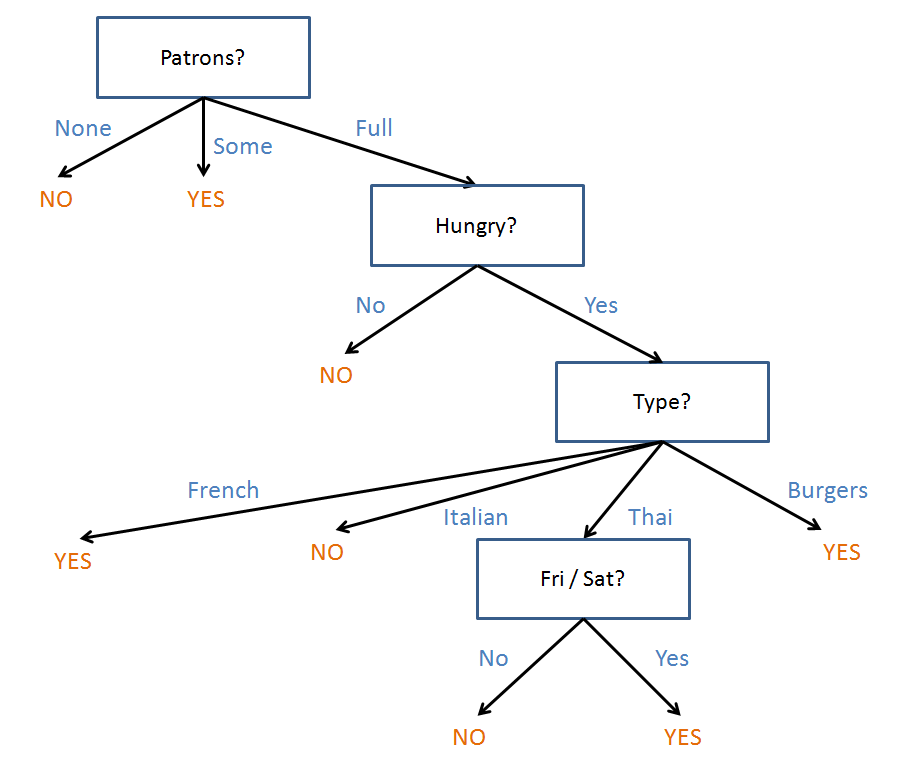 Patrons?
None
Some
Full
NO
YES
Hungry?
No
Yes
NO
Type?
French
Italian
Thai
Burgers
YES
NO
YES
Fri / Sat?
No
Yes
NO
YES